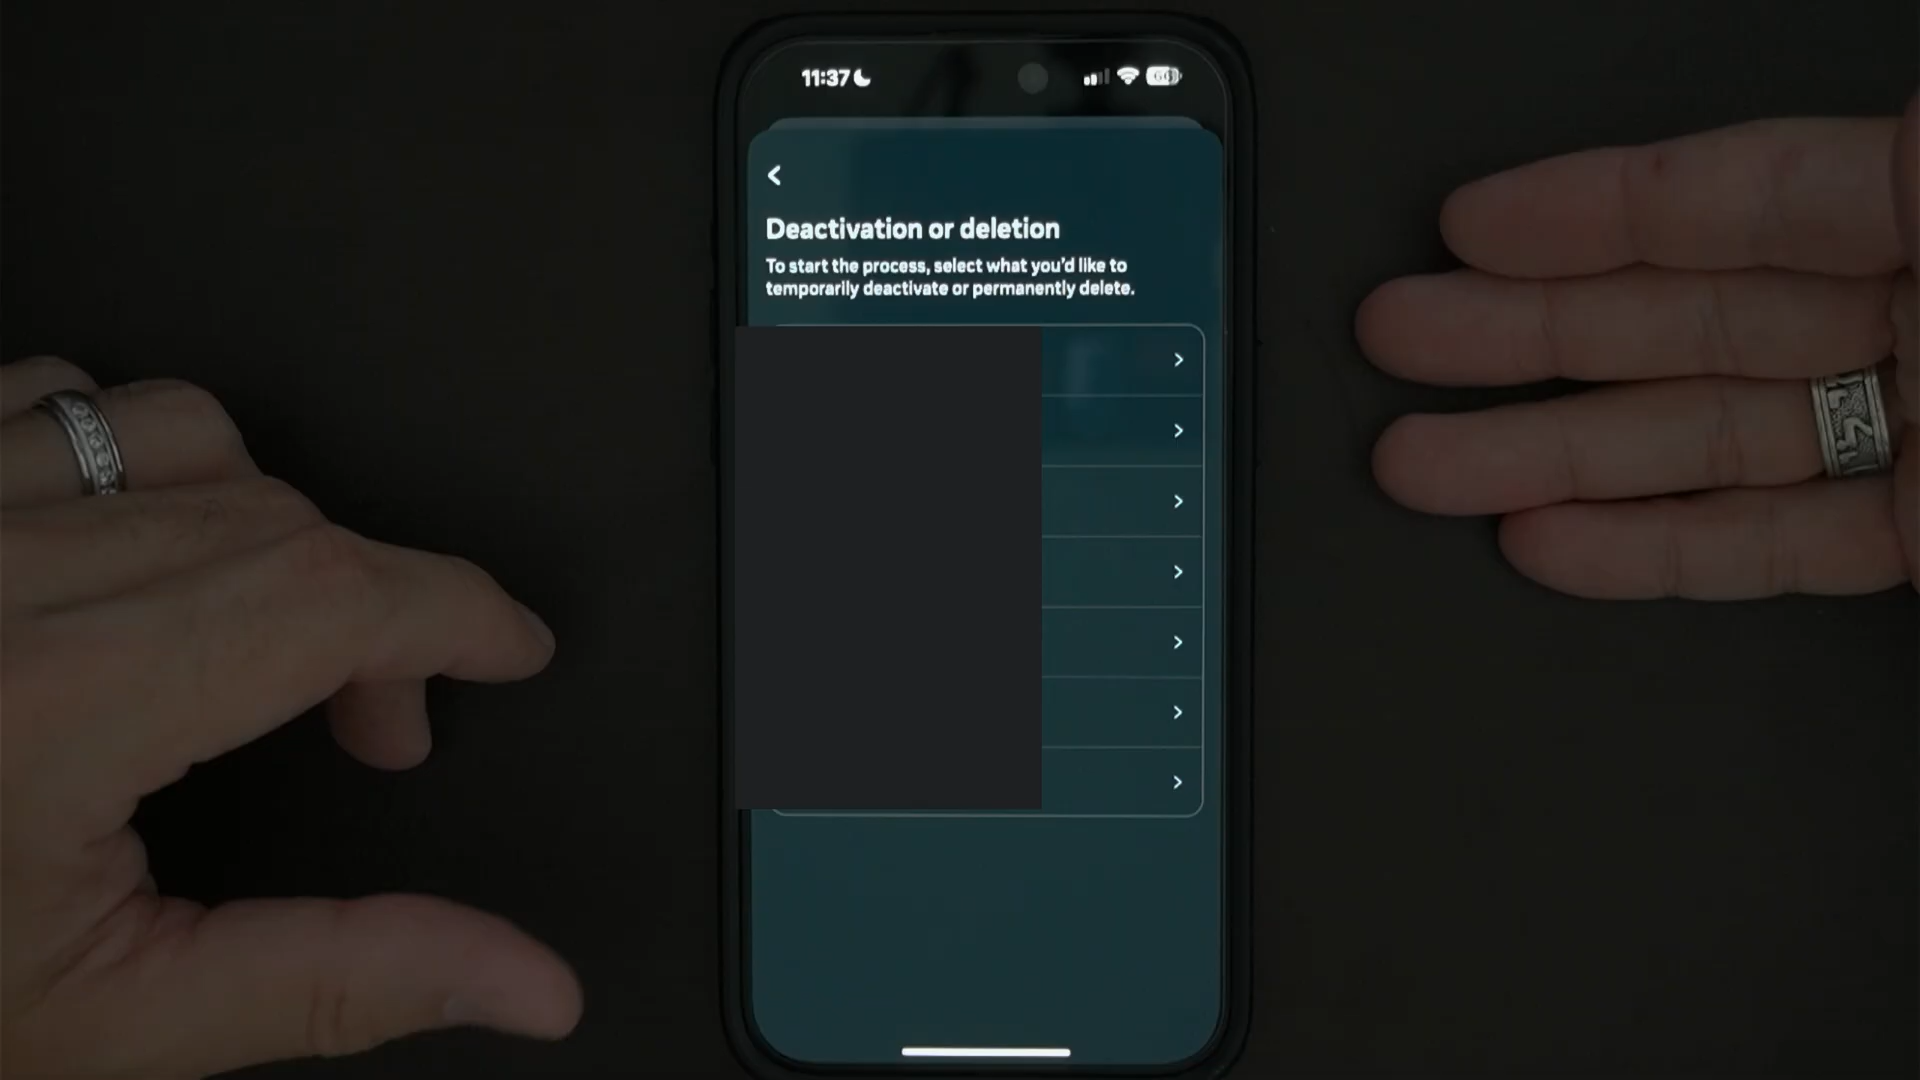 11:37
Deactivation or deletion
To start the process, select what you'd like to
temporarily deactivate or permanently delete.